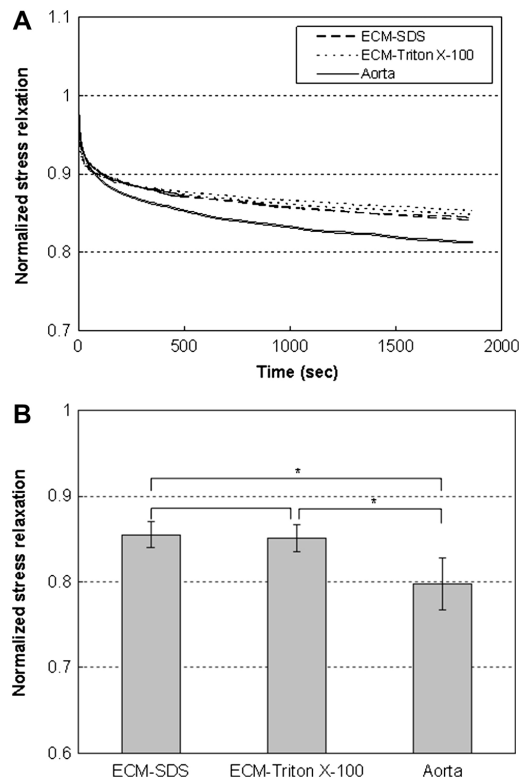 A
1.1
1
0.9
0.8
0.7
Normalized stress relxation
ECM-SDS
ECM-Triton X-100
Aorta
0
500
1000
1500
2000
Time (sec)
B
1
0.9
0.8
0.7
0.6
Normalized stress relaxation
*
*
ECM-SDS
ECM-Triton X-100
Aorta